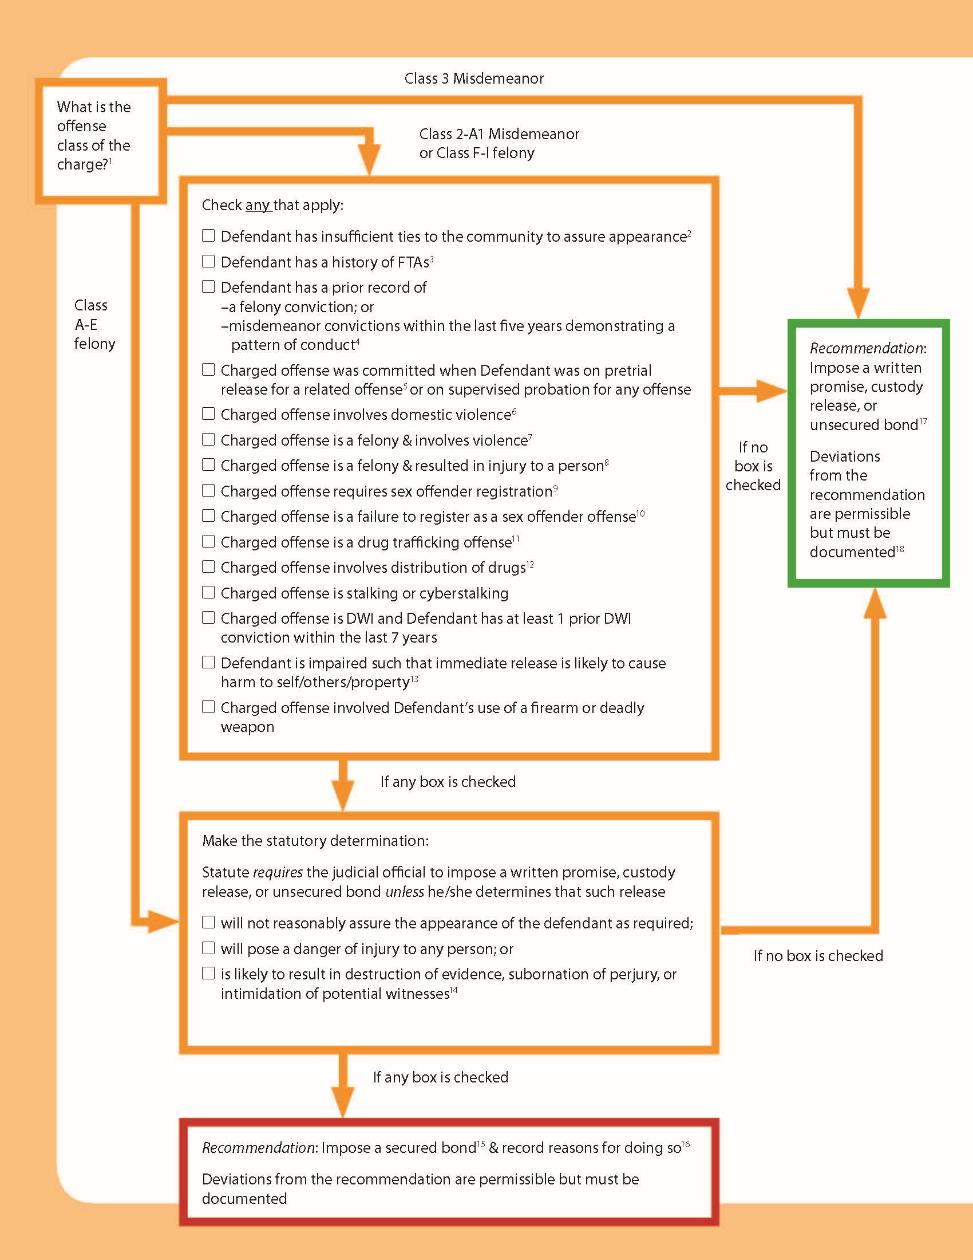 Class 3 Misdemeanor
What is the
offense
class of the
charge?¹
Class 2-A1 Misdemeanor
or Class F-I felony
Class
A-E
felony
Check any that apply:
☐ Defendant has insufficient ties to the community to assure appearance²
☐ Defendant has a history of FTAs³
☐ Defendant has a prior record of
–a felony conviction; or
–misdemeanor convictions within the last five years demonstrating a
pattern of conduct⁴
☐ Charged offense was committed when Defendant was on pretrial
release for a related offense⁵ or on supervised probation for any offense
☐ Charged offense involves domestic violence⁶
☐ Charged offense is a felony & involves violence⁷
☐ Charged offense is a felony & resulted in injury to a person⁸
☐ Charged offense requires sex offender registration⁹
☐ Charged offense is a failure to register as a sex offender offense¹⁰
☐ Charged offense is a drug trafficking offense¹¹
☐ Charged offense involves distribution of drugs¹²
☐ Charged offense is stalking or cyberstalking
☐ Charged offense is DWI and Defendant has at least 1 prior DWI
conviction within the last 7 years
☐ Defendant is impaired such that immediate release is likely to cause
harm to self/others/property¹³
☐ Charged offense involved Defendant's use of a firearm or deadly
weapon
If no
box is
checked
Recommendation:
Impose a written
promise, custody
release, or
unsecured bond¹⁷
Deviations
from the
recommendation
are permissible
but must be
documented¹⁸
If any box is checked
Make the statutory determination:
Statute requires the judicial official to impose a written promise, custody
release, or unsecured bond unless he/she determines that such release
☐ will not reasonably assure the appearance of the defendant as required;
☐ will pose a danger of injury to any person; or
☐ is likely to result in destruction of evidence, subornation of perjury, or
intimidation of potential witnesses¹⁴
If no box is checked
If any box is checked
Recommendation: Impose a secured bond¹⁵ & record reasons for doing so¹⁶
Deviations from the recommendation are permissible but must be
documented